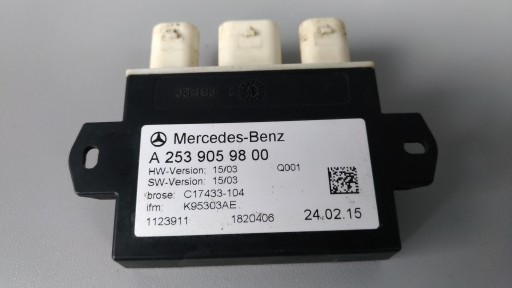 Mercedes-Benz
A 253 905 98 00
HW-Version: 15/03 Q001
SW-Version: 15/03
brose: C17433-104
ifm: K95303AE
1123911 1820406 24.02.15